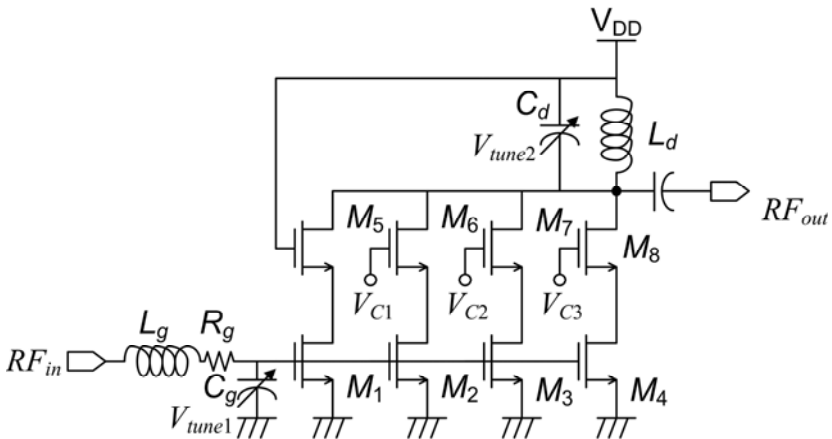 V_DD
C_d
V_tune2
L_d
RF_out
M_5
M_6
M_7
M_8
V_C1
V_C2
V_C3
L_g
R_g
RF_in
C_g
V_tune1
M_1
M_2
M_3
M_4